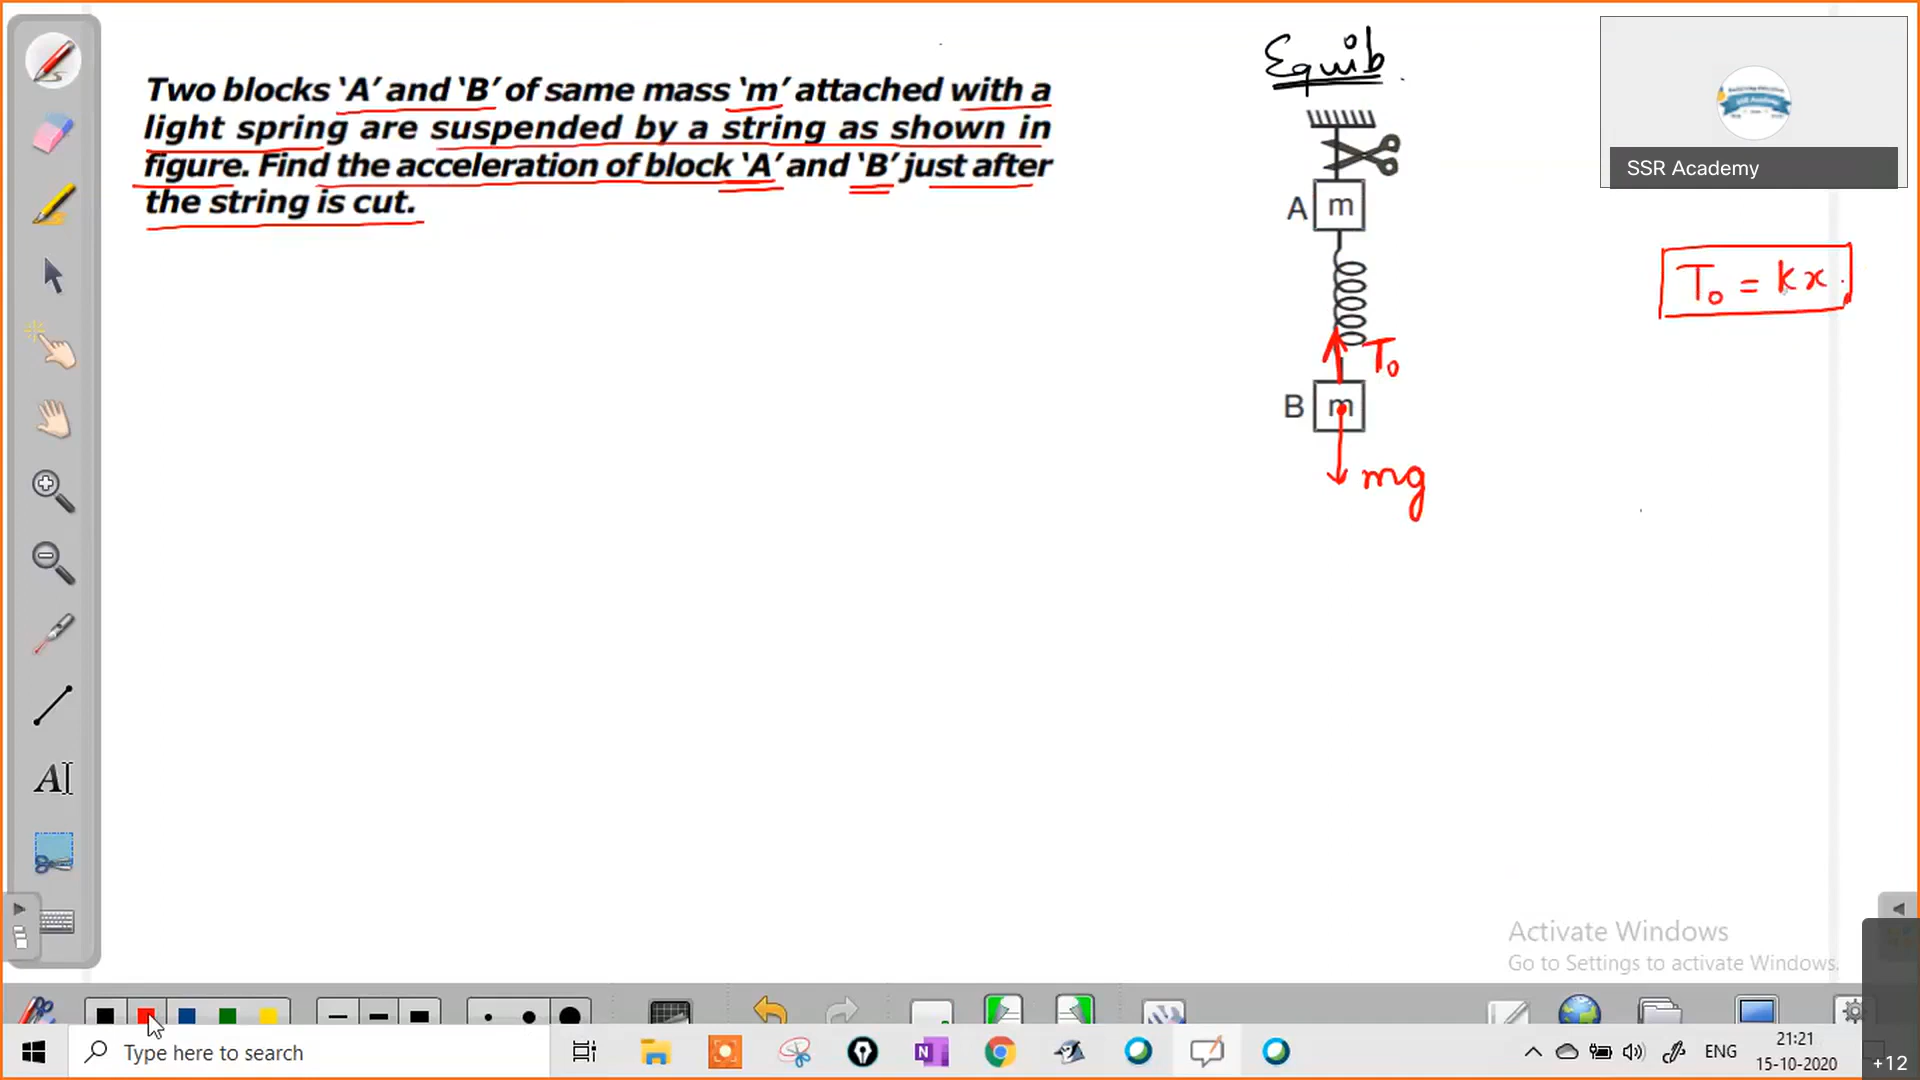 Two blocks ‘A’ and ‘B’ of same mass ‘m’ attached with a
light spring are suspended by a string as shown in
figure. Find the acceleration of block ‘A’ and ‘B’ just after
the string is cut.
Equib.
A m
T₀
B m
mg
SSR Academy
T₀ = kx
A
Activate Windows
Go to Settings to activate Windows.
Type here to search
N
ENG
21:21
15-10-2020
+12